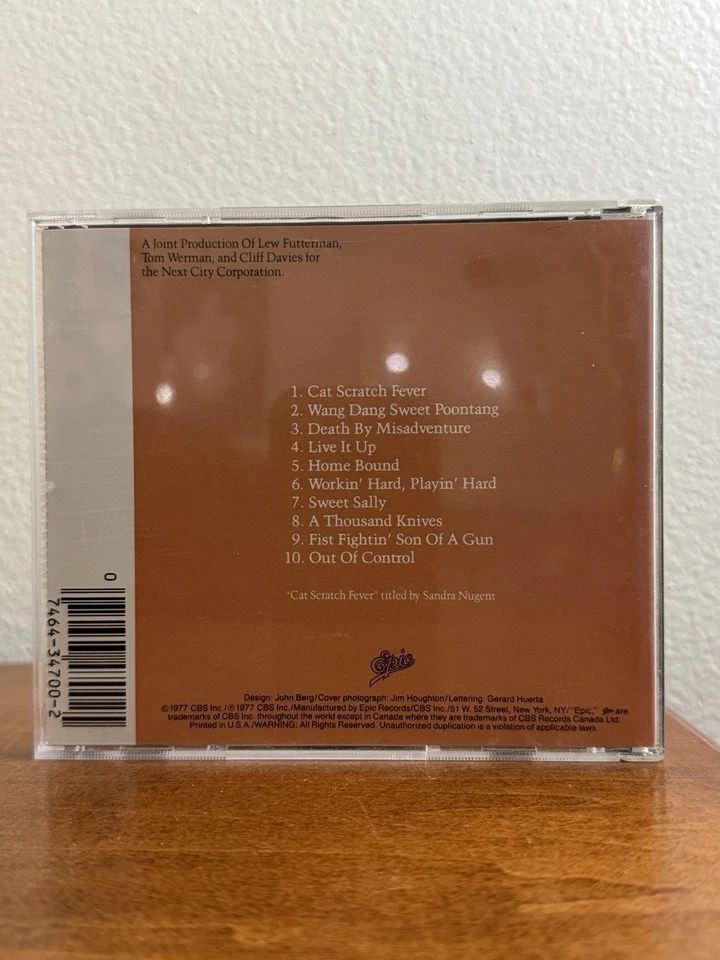 A Joint Production Of Lew Futterman,
Tom Werman, and Cliff Davies for
the Next City Corporation.
1. Cat Scratch Fever
2. Wang Dang Sweet Poontang
3. Death By Misadventure
4. Live It Up
5. Home Bound
6. Workin' Hard, Playin' Hard
7. Sweet Sally
8. A Thousand Knives
9. Fist Fightin' Son Of A Gun
10. Out Of Control
"Cat Scratch Fever" titled by Sandra Nugent
0
7464-34700-2
Epic
Design: John Berg/Cover photograph: Jim Houghton/Lettering: Gerard Huerta
©1977 CBS Inc./℗1977 CBS Inc./Manufactured by Epic Records/CBS Inc./51 W. 52 Street, New York, NY/"Epic," Epic are
trademarks of CBS Inc. throughout the world except in Canada where they are trademarks of CBS Records Canada Ltd.
Printed in U.S.A./WARNING: All Rights Reserved. Unauthorized duplication is a violation of applicable laws.